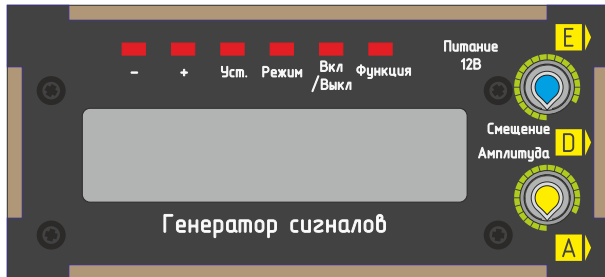 E
Питание
12В
- + Уст. Режим Вкл
/Выкл Функция
Смещение
D
Амплитуда
Генератор сигналов
A